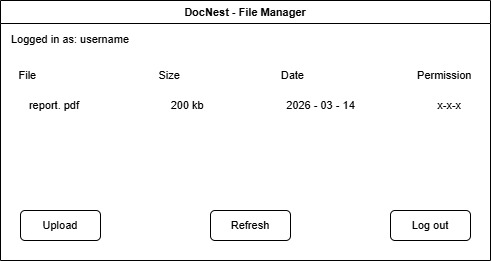 DocNest - File Manager
Logged in as: username
File Size Date Permission
report. pdf 200 kb 2026 - 03 - 14 x-x-x
Upload Refresh Log out